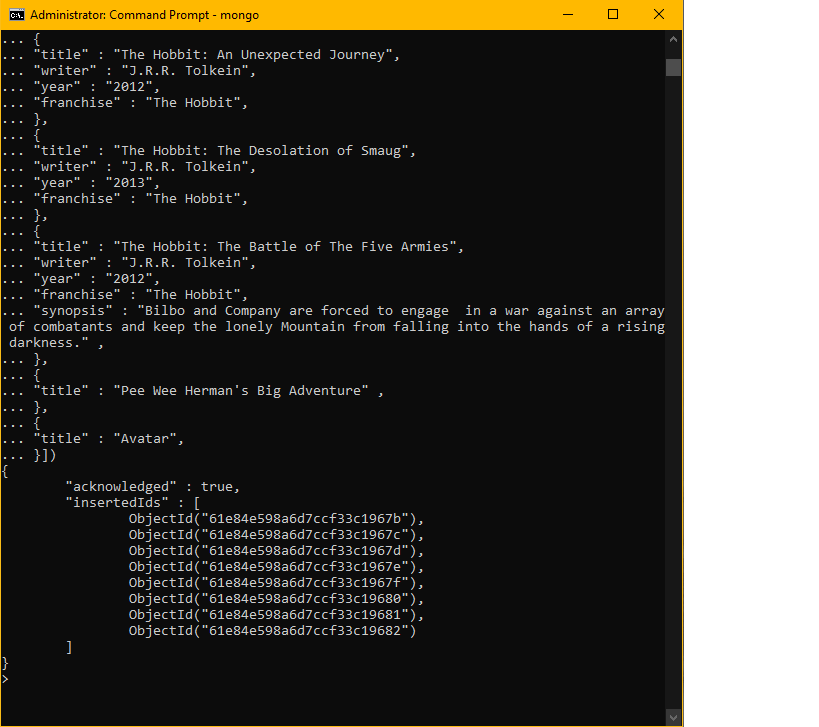 Administrator: Command Prompt - mongo
... {
... "title" : "The Hobbit: An Unexpected Journey",
... "writer" : "J.R.R. Tolkein",
... "year" : "2012",
... "franchise" : "The Hobbit",
... },
... {
... "title" : "The Hobbit: The Desolation of Smaug",
... "writer" : "J.R.R. Tolkein",
... "year" : "2013",
... "franchise" : "The Hobbit",
... },
... {
... "title" : "The Hobbit: The Battle of The Five Armies",
... "writer" : "J.R.R. Tolkein",
... "year" : "2012",
... "franchise" : "The Hobbit",
... "synopsis" : "Bilbo and Company are forced to engage  in a war against an array
 of combatants and keep the lonely Mountain from falling into the hands of a rising
 darkness." ,
... },
... {
... "title" : "Pee Wee Herman's Big Adventure" ,
... },
... {
... "title" : "Avatar",
... }])
{
        "acknowledged" : true,
        "insertedIds" : [
                ObjectId("61e84e598a6d7ccf33c1967b"),
                ObjectId("61e84e598a6d7ccf33c1967c"),
                ObjectId("61e84e598a6d7ccf33c1967d"),
                ObjectId("61e84e598a6d7ccf33c1967e"),
                ObjectId("61e84e598a6d7ccf33c1967f"),
                ObjectId("61e84e598a6d7ccf33c19680"),
                ObjectId("61e84e598a6d7ccf33c19681"),
                ObjectId("61e84e598a6d7ccf33c19682")
        ]
}
>